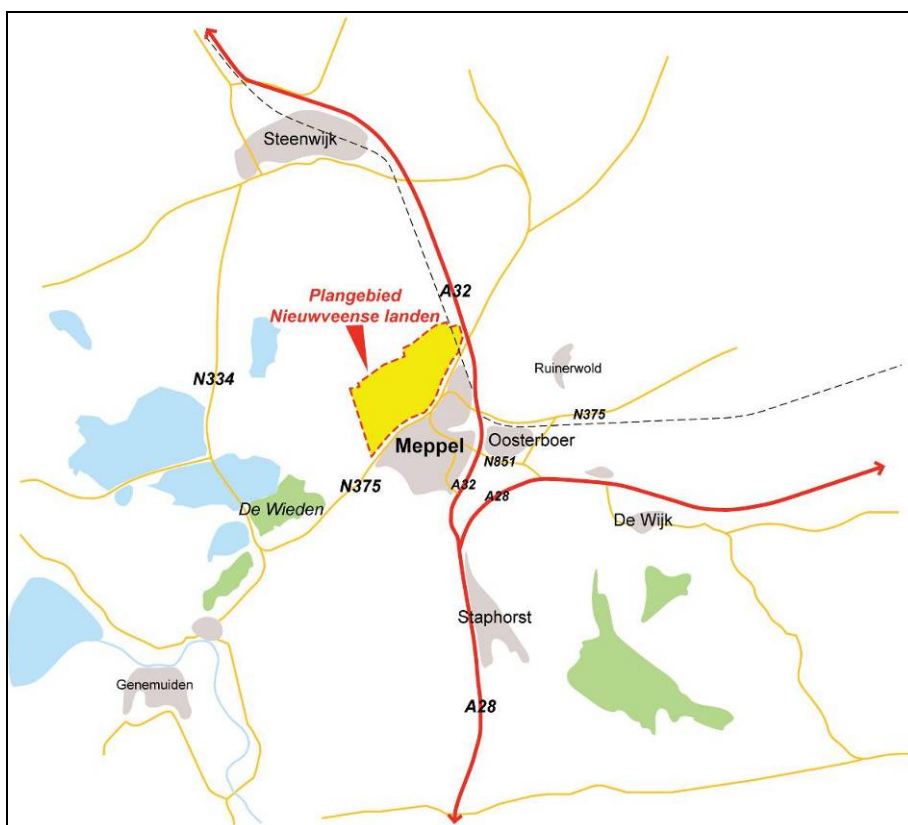 Steenwijk
A32
Plangebied
Nieuwveense landen
Ruinerwold
N334
N375
Meppel
Oosterboer
N851
N375
A32
A28
De Wieden
De Wijk
Staphorst
Genemuiden
A28